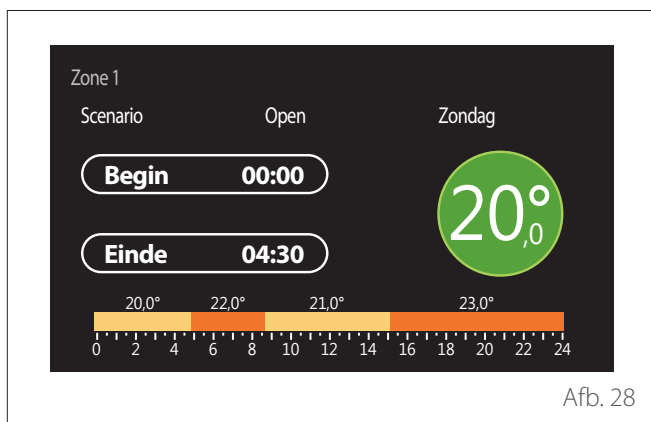 Zone 1
Scenario Open Zondag
Begin 00:00
20°,0
Einde 04:30
20,0° 22,0° 21,0° 23,0°
0 2 4 6 8 10 12 14 16 18 20 22 24
Afb. 28